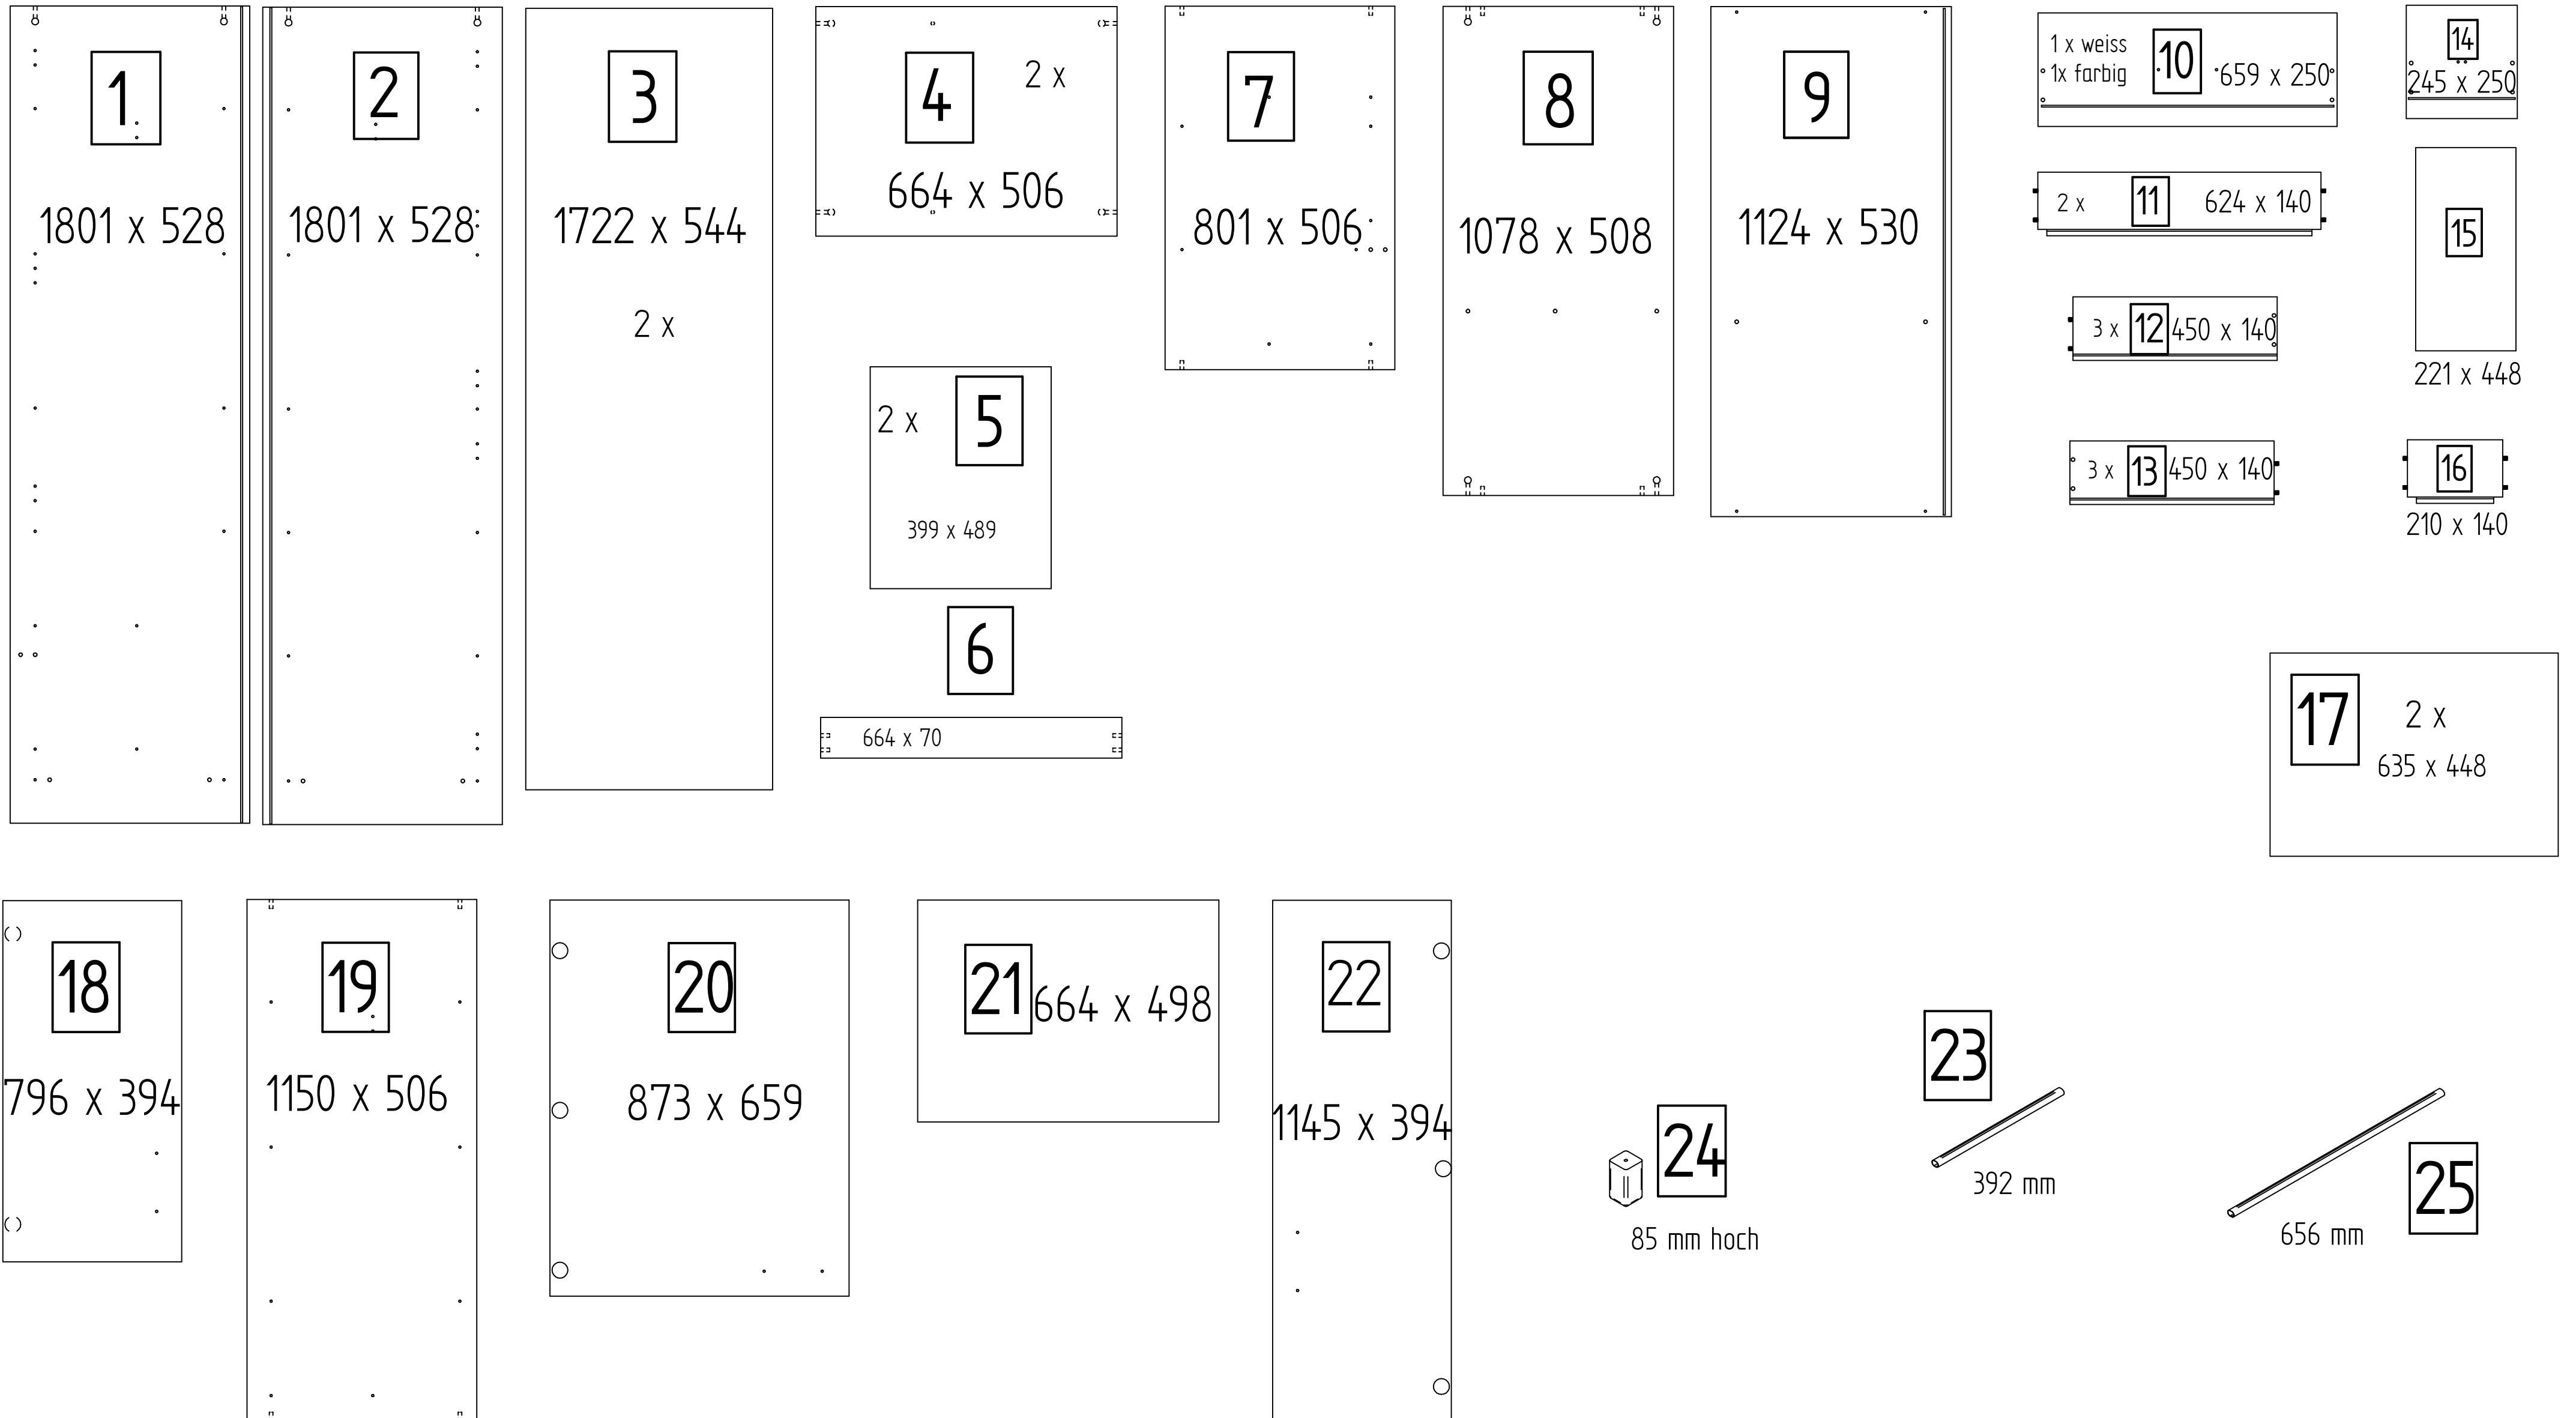 1
1801 x 528
2
1801 x 528
3
1722 x 544
2 x
4
2 x
664 x 506
5
2 x
399 x 489
6
664 x 70
7
801 x 506
8
1078 x 508
9
1124 x 530
1 x weiss
1x farbig
10
659 x 250
2 x
11
624 x 140
3 x
12
450 x 140
3 x
13
450 x 140
14
245 x 250
15
221 x 448
16
210 x 140
17
2 x
635 x 448
18
796 x 394
19
1150 x 506
20
873 x 659
21
664 x 498
22
1145 x 394
23
392 mm
24
85 mm hoch
25
656 mm